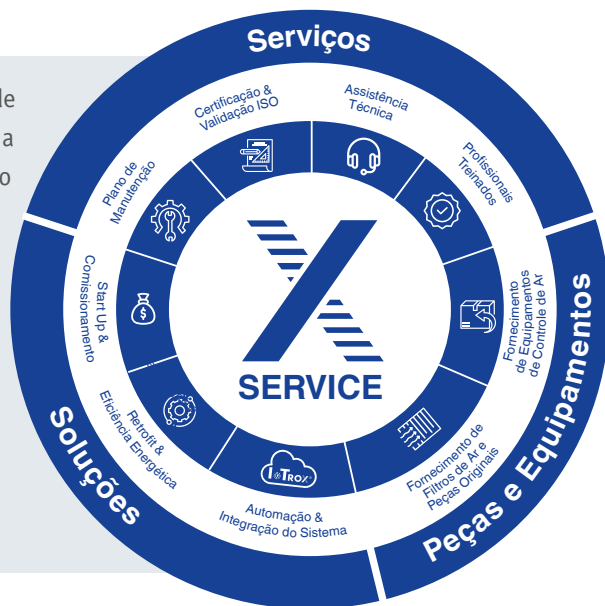 de
a
o
Serviços
Certificação &
Validação ISO
Assistência
Técnica
Profissionais
Treinados
Plano de
Manutenção
Start Up &
Comissionamento
Fornecimento
de Equipamentos
de Controle de Ar
X
SERVICE
Retrofit &
Eficiência Energética
Fornecimento de
Filtros de Ar e
Peças Originais
IoTROX
Automação &
Integração do Sistema
Soluções
Peças e Equipamentos